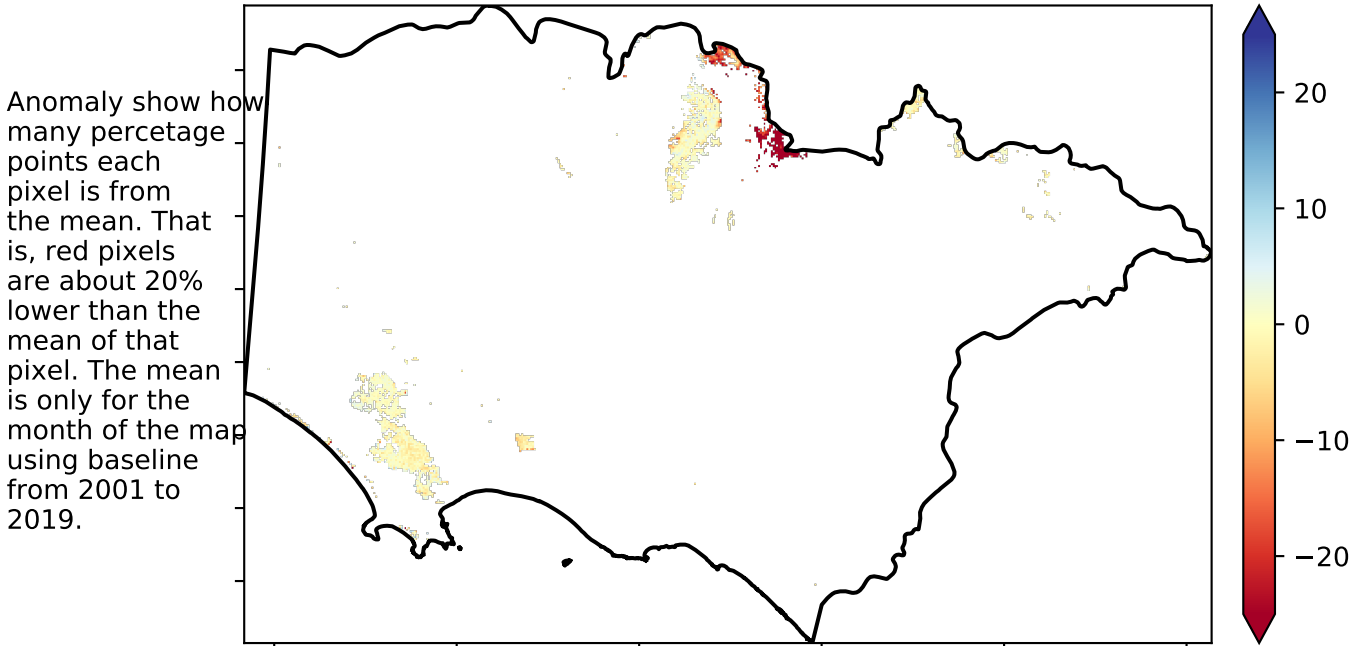 Anomaly show how
many percetage
points each
pixel is from
the mean. That
is, red pixels
are about 20%
lower than the
mean of that
pixel. The mean
is only for the
month of the map
using baseline
from 2001 to
2019.
20
10
0
−10
−20